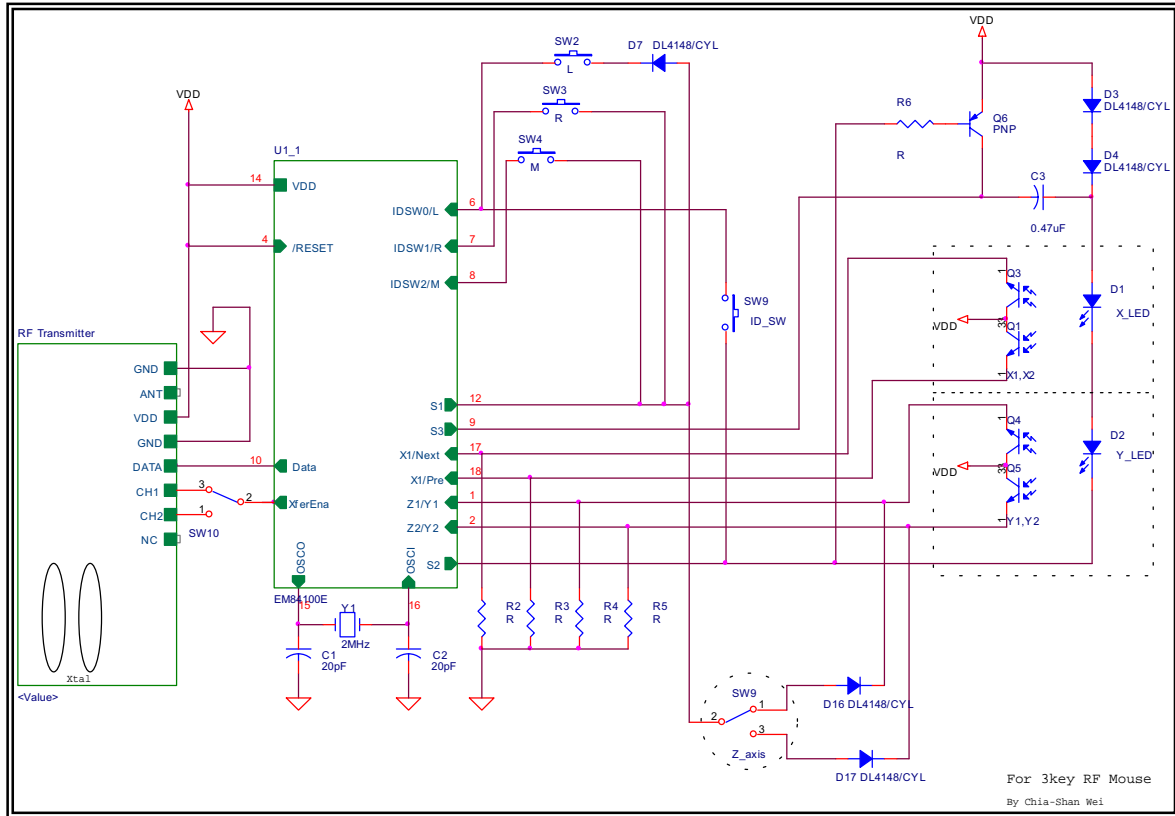 VDD
SW2
L
D7 DL4148/CYL
SW3
R
SW4
M
VDD
D3
DL4148/CYL
R6
R
Q6
PNP
D4
DL4148/CYL
C3
0.47uF
U1_1
14
VDD
4
/RESET
6
IDSW0/L
7
IDSW1/R
8
IDSW2/M
SW9
ID_SW
1
Q3
VDD
33
Q1
1
X1,X2
D1
X_LED
RF Transmitter
GND
ANT
VDD
GND
DATA
CH1
CH2
NC
Xtal
<Value>
3
2
1
SW10
10
Data
XferEna
12
S1
9
S3
17
X1/Next
18
X1/Pre
1
Z1/Y1
2
Z2/Y2
S2
OSCO
OSCI
EM84100E
15
16
Q4
VDD
33
Q5
1
Y1,Y2
D2
Y_LED
Y1
2MHz
C1
20pF
C2
20pF
R2
R
R3
R
R4
R
R5
R
SW9
2
1
3
Z_axis
D16 DL4148/CYL
D17 DL4148/CYL
For 3key RF Mouse
By Chia-Shan Wei